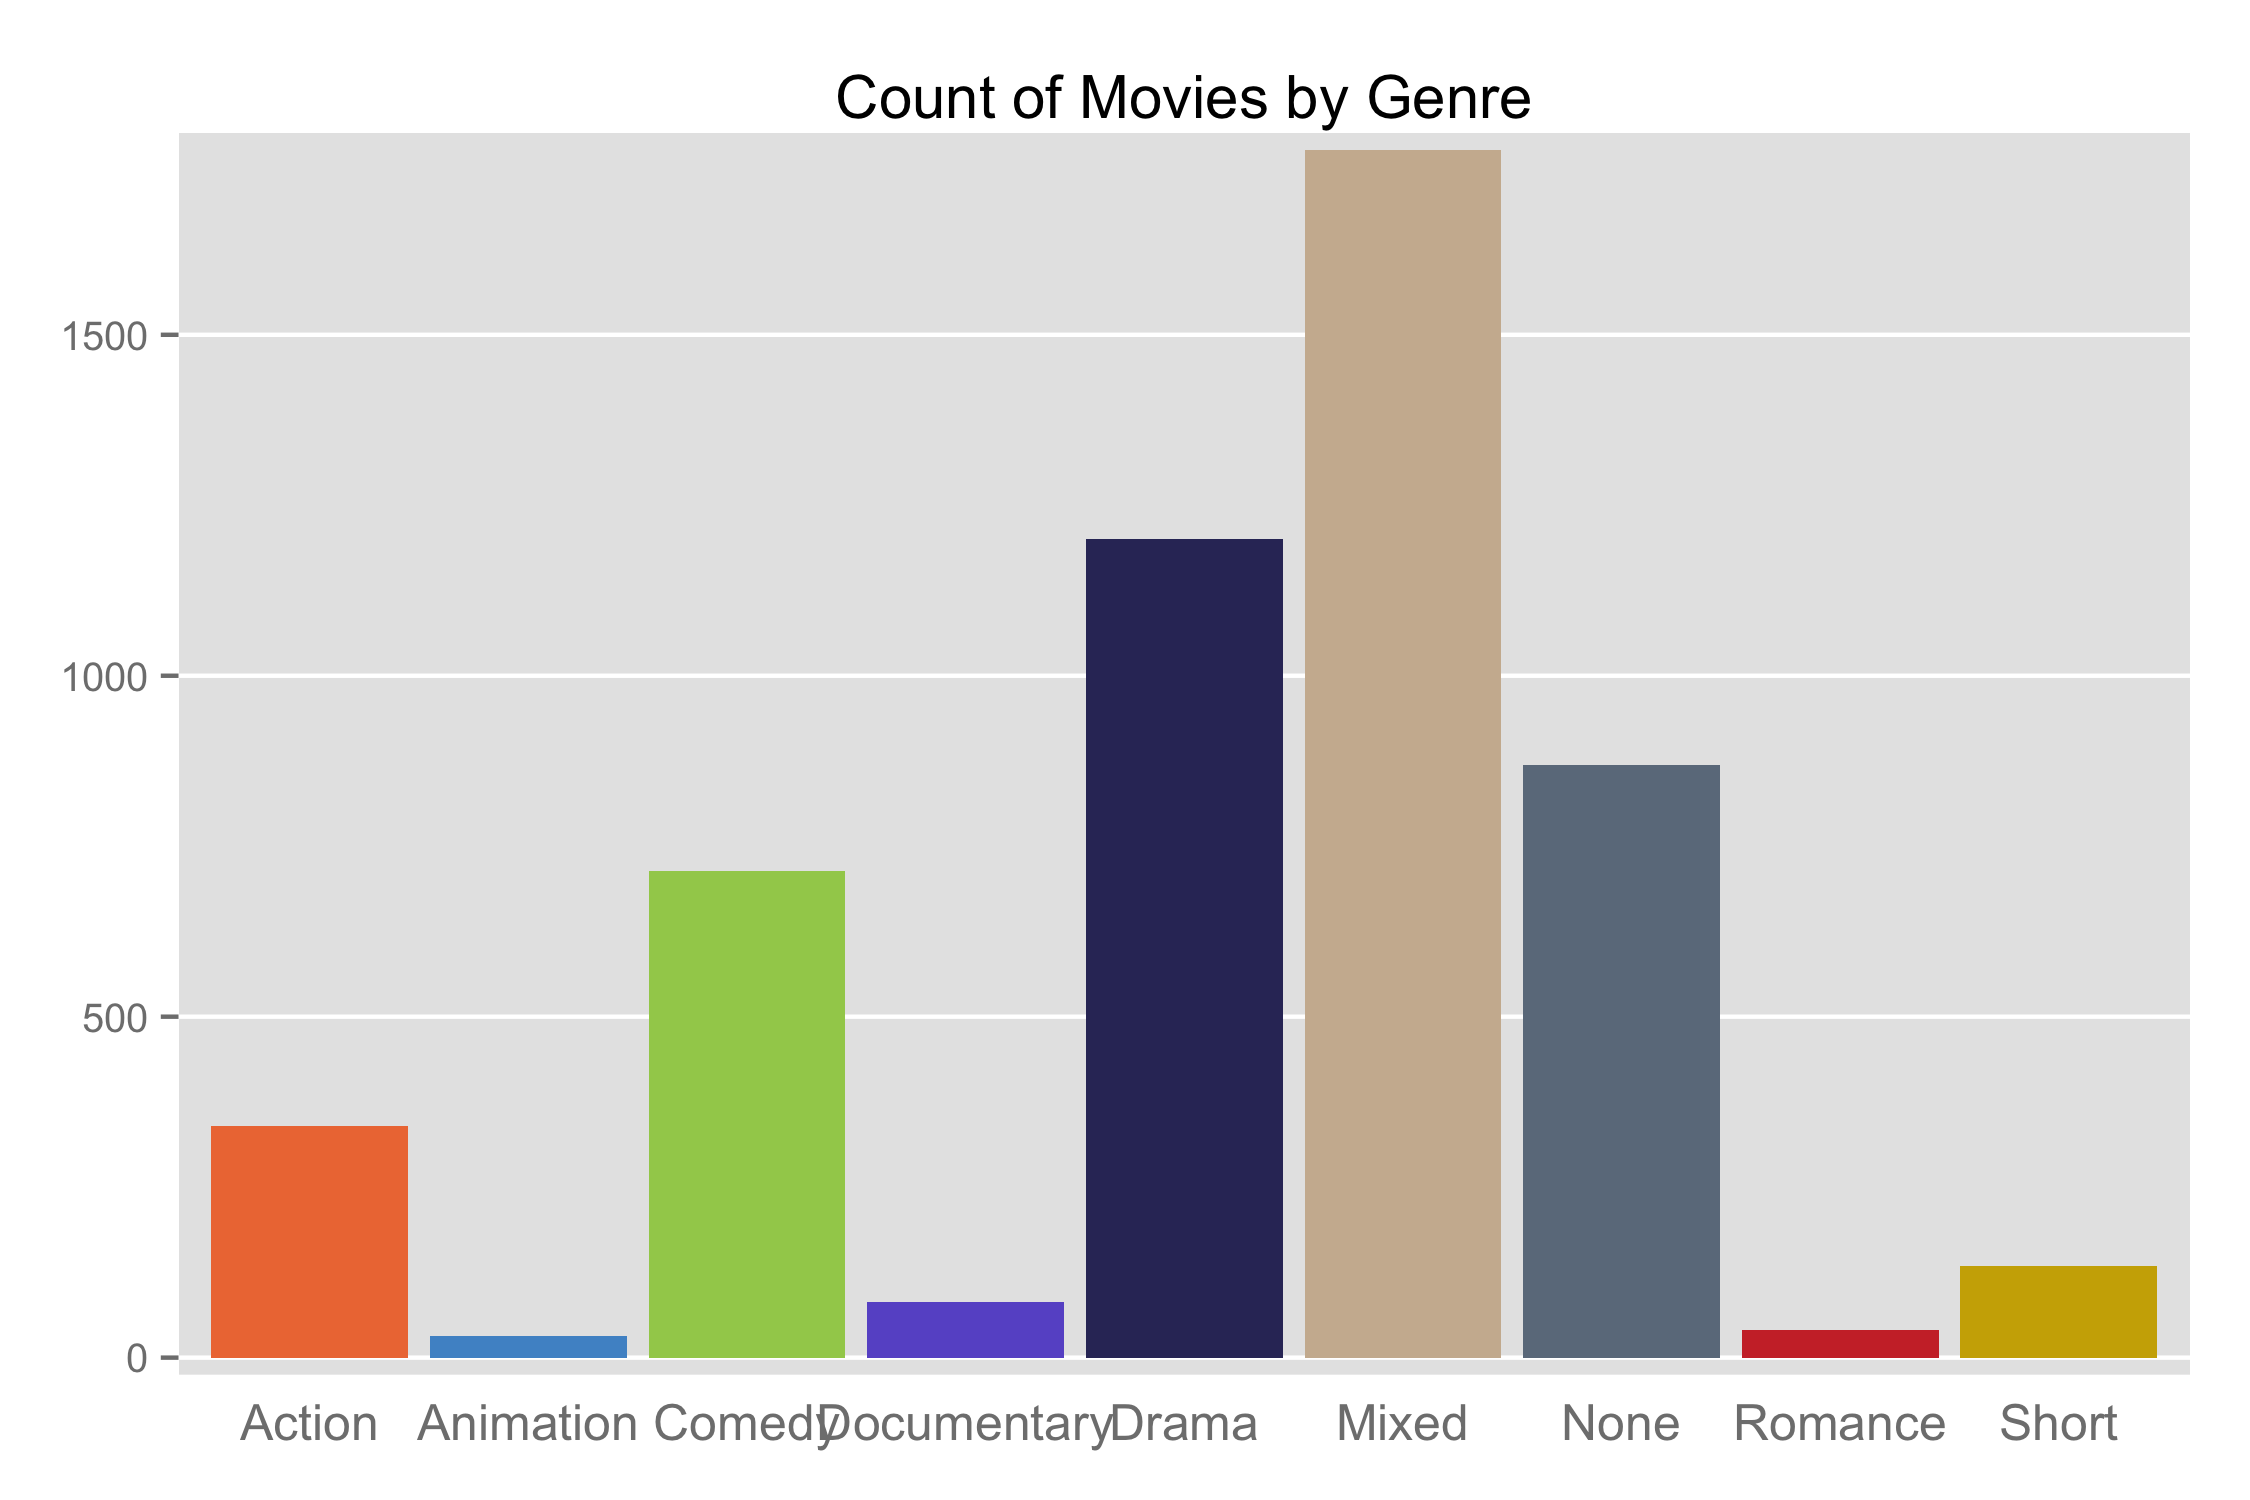 Count of Movies by Genre
1500
1000
500
0
Action Animation Comedy Documentary Drama Mixed None Romance Short